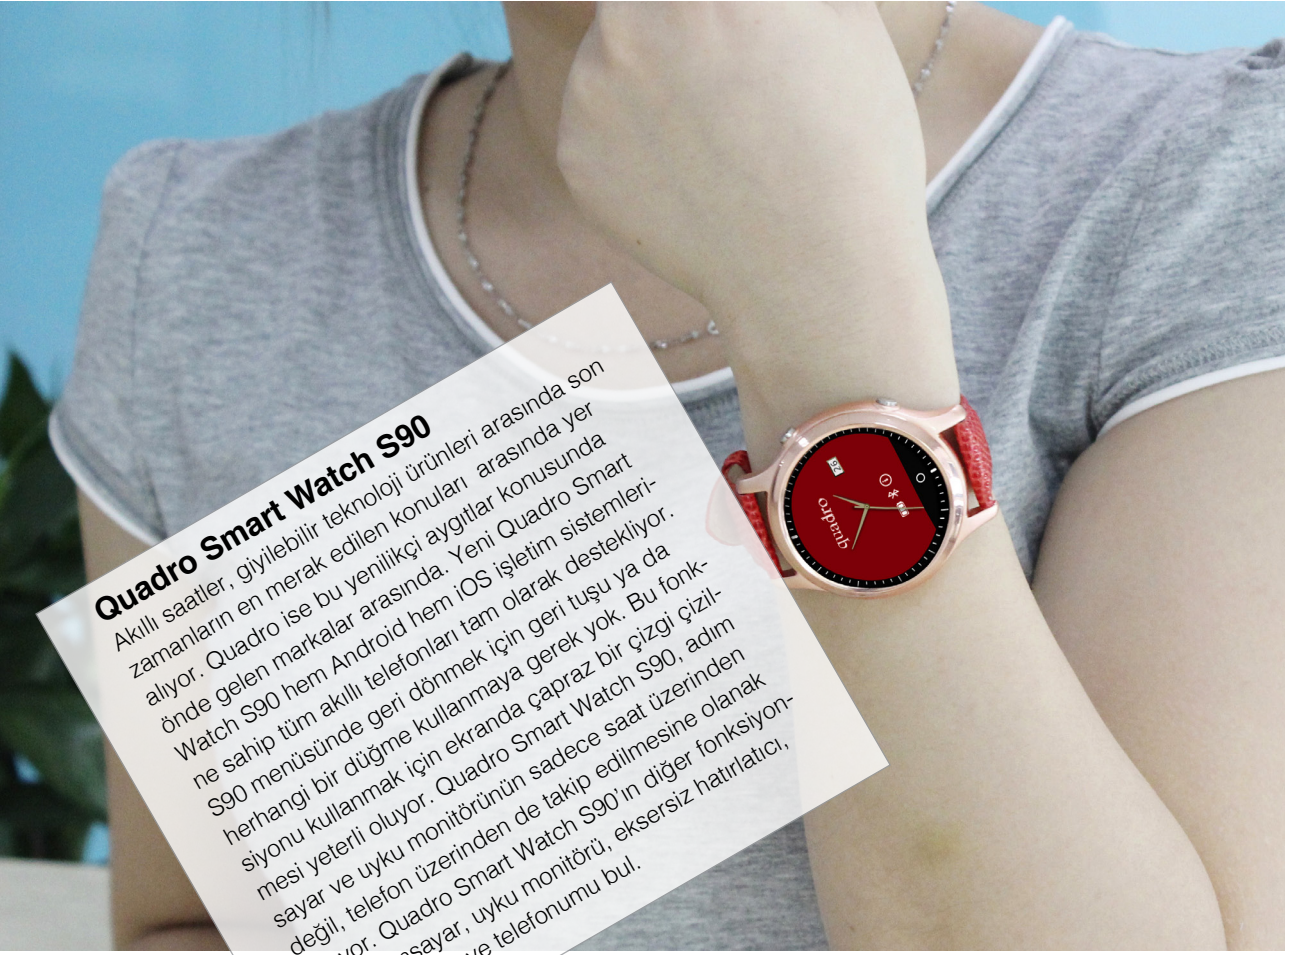 Quadro Smart Watch S90
Akıllı saatler, giyilebilir teknoloji ürünleri arasında son
zamanların en merak edilen konuları arasında yer
alıyor. Quadro ise bu yenilikçi aygıtlar konusunda
önde gelen markalar arasında. Yeni Quadro Smart
Watch S90 hem Android hem iOS işletim sistemleri-
ne sahip tüm akıllı telefonları tam olarak destekliyor.
S90 menüsünde geri dönmek için geri tuşu ya da
herhangi bir düğme kullanmaya gerek yok. Bu fonk-
siyonu kullanmak için ekranda çapraz bir çizgi çizil-
mesi yeterli oluyor. Quadro Smart Watch S90, adım
sayar ve uyku monitörünün sadece saat üzerinden
değil, telefon üzerinden de takip edilmesine olanak
Quadro Smart Watch S90'ın diğer fonksiyon-
uyku monitörü, eksersiz hatırlatıcı,
ve telefonumu bul.
quadro
26